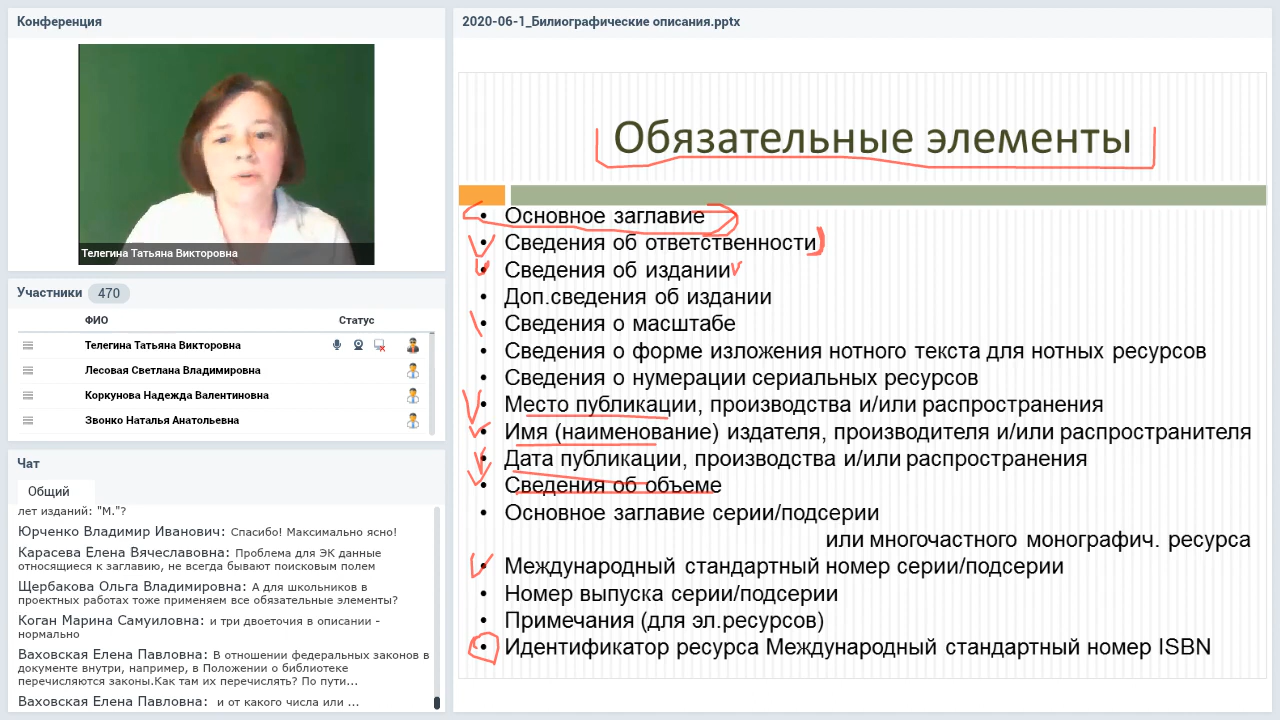 Конференция
Телегина Татьяна Викторовна
Участники 470
ФИО Статус
Телегина Татьяна Викторовна
Лесовая Светлана Владимировна
Коркунова Надежда Валентиновна
Звонко Наталья Анатольевна
Чат
Общий
лет изданий: "М."?
Юрченко Владимир Иванович: Спасибо! Максимально ясно!
Карасева Елена Вячеславовна: Проблема для ЭК данные
относящиеся к заглавию, не всегда бывают поисковым полем
Щербакова Ольга Владимировна: А для школьников в
проектных работах тоже применяем все обязательные элементы?
Коган Марина Самуиловна: и три двоеточия в описании -
нормально
Ваховская Елена Павловна: В отношении федеральных законов в
документе внутри, например, в Положении о библиотеке
перечисляются законы.Как там их перечислять? По пути...
Ваховская Елена Павловна: и от какого числа или ...
2020-06-1_Билиографические описания.pptx
Обязательные элементы
• Основное заглавие
• Сведения об ответственности
• Сведения об издании
• Доп.сведения об издании
• Сведения о масштабе
• Сведения о форме изложения нотного текста для нотных ресурсов
• Сведения о нумерации сериальных ресурсов
• Место публикации, производства и/или распространения
• Имя (наименование) издателя, производителя и/или распространителя
• Дата публикации, производства и/или распространения
• Сведения об объеме
• Основное заглавие серии/подсерии
или многочастного монографич. ресурса
• Международный стандартный номер серии/подсерии
• Номер выпуска серии/подсерии
• Примечания (для эл.ресурсов)
• Идентификатор ресурса Международный стандартный номер ISBN